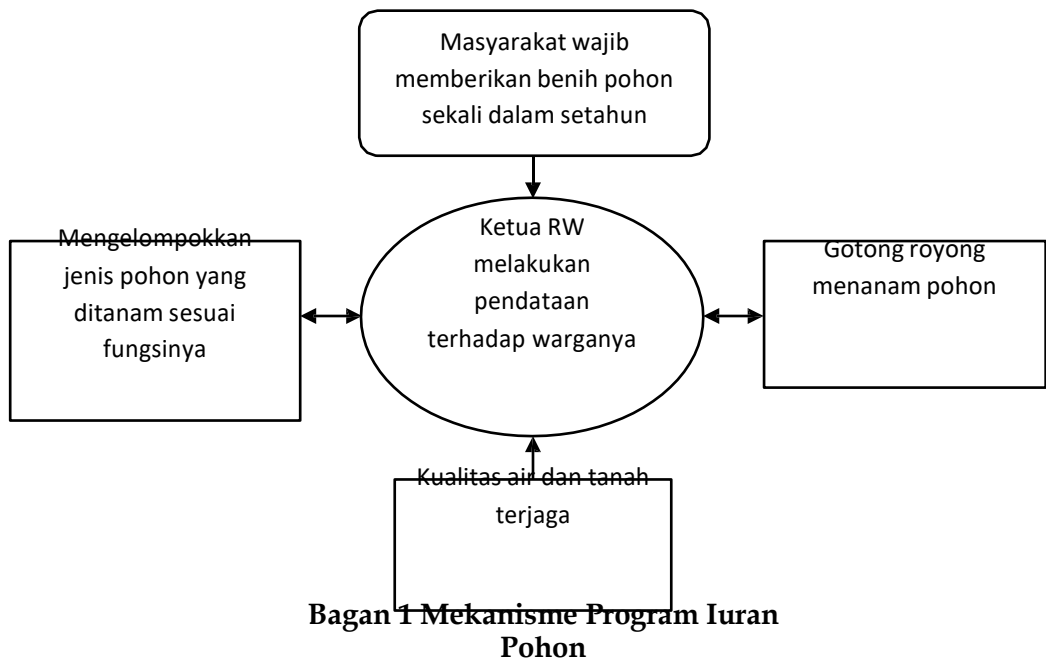 Masyarakat wajib
memberikan benih pohon
sekali dalam setahun
Ketua RW
melakukan
pendataan
terhadap warganya
Mengelompokkan
jenis pohon yang
ditanam sesuai
fungsinya
Gotong royong
menanam pohon
Kualitas air dan tanah
terjaga
Bagan 1 Mekanisme Program Iuran
Pohon